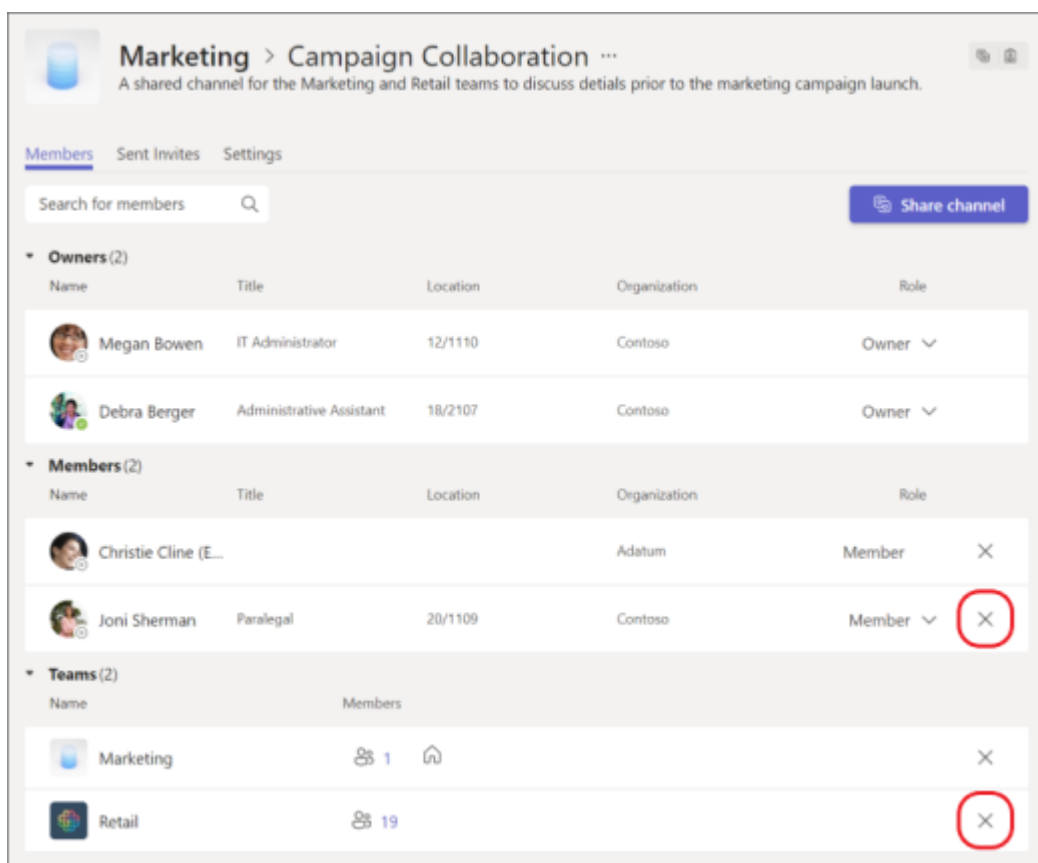 Marketing > Campaign Collaboration ...
A shared channel for the Marketing and Retail teams to discuss detials prior to the marketing campaign launch.
Members Sent Invites Settings
Search for members Share channel
Owners (2)
Name Title Location Organization Role
Megan Bowen IT Administrator 12/1110 Contoso Owner
Debra Berger Administrative Assistant 18/2107 Contoso Owner
Members (2)
Name Title Location Organization Role
Christie Cline (E... Adatum Member
Joni Sherman Paralegal 20/1109 Contoso Member
Teams (2)
Name Members
Marketing 1
Retail 19